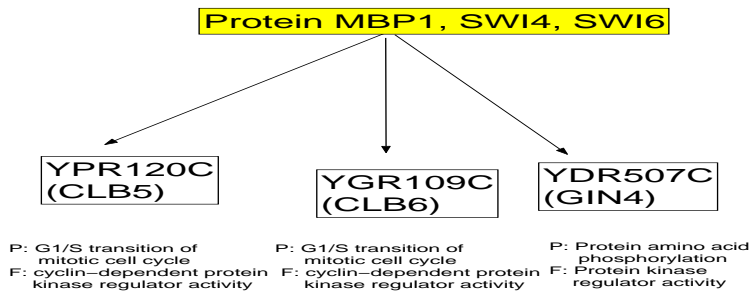 Protein MBP1, SWI4, SWI6
YPR120C
(CLB5)
YGR109C
(CLB6)
YDR507C
(GIN4)
P: G1/S transition of
mitotic cell cycle
F: cyclin−dependent protein
kinase regulator activity
P: G1/S transition of
mitotic cell cycle
F: cyclin−dependent protein
kinase regulator activity
P: Protein amino acid
phosphorylation
F: Protein kinase
regulator activity